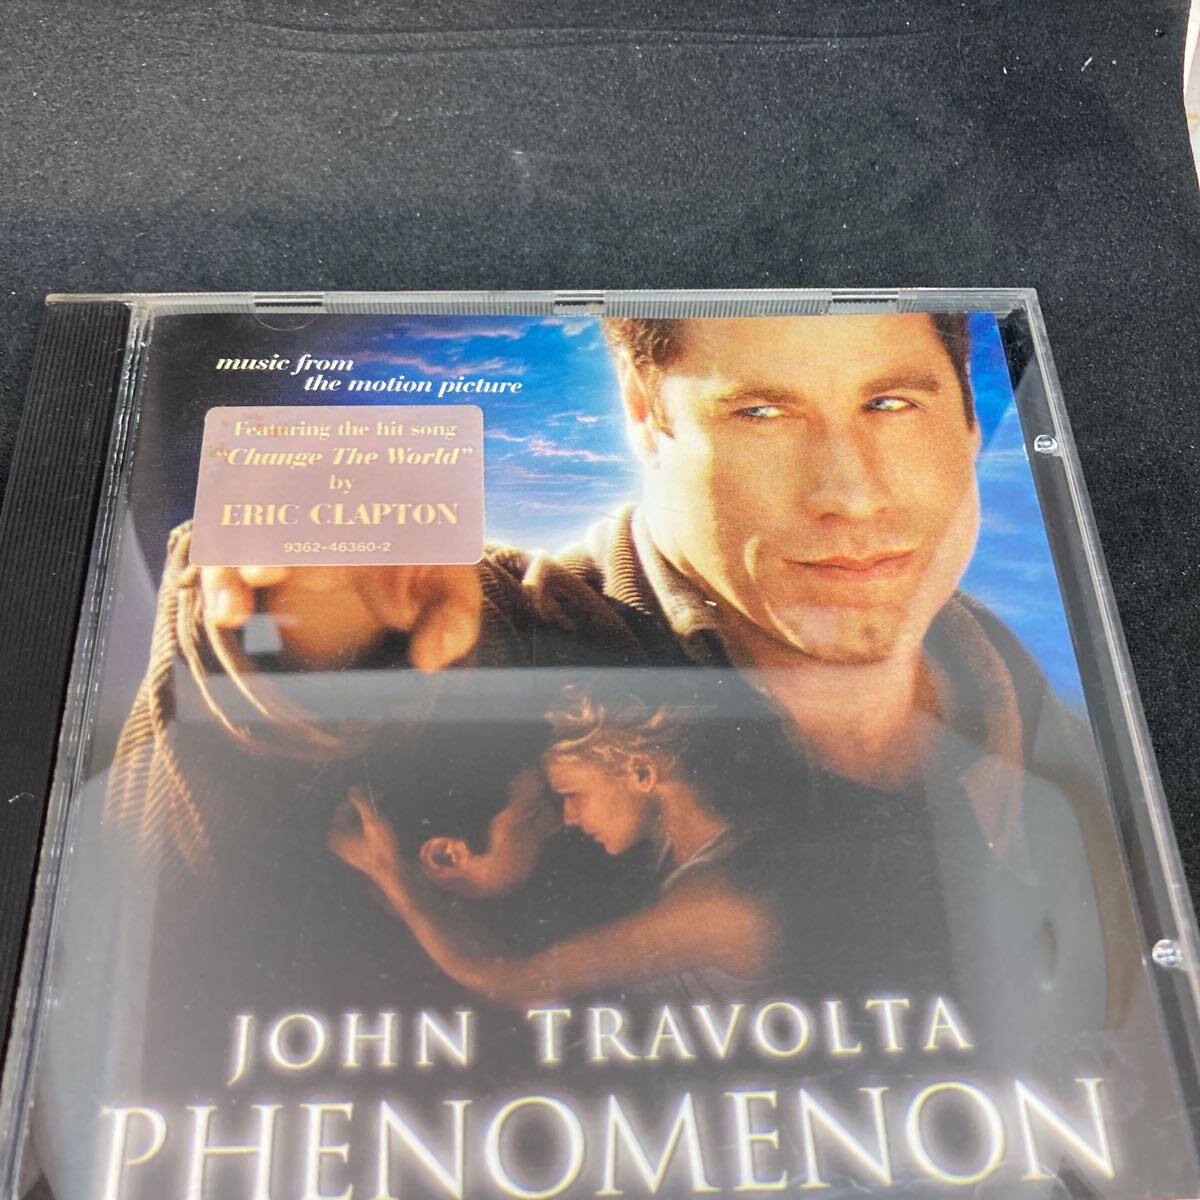 music from
the motion picture
Featuring the hit song
"Change The World"
by
ERIC CLAPTON
9362-46360-2
JOHN TRAVOLTA
PHENOMENON